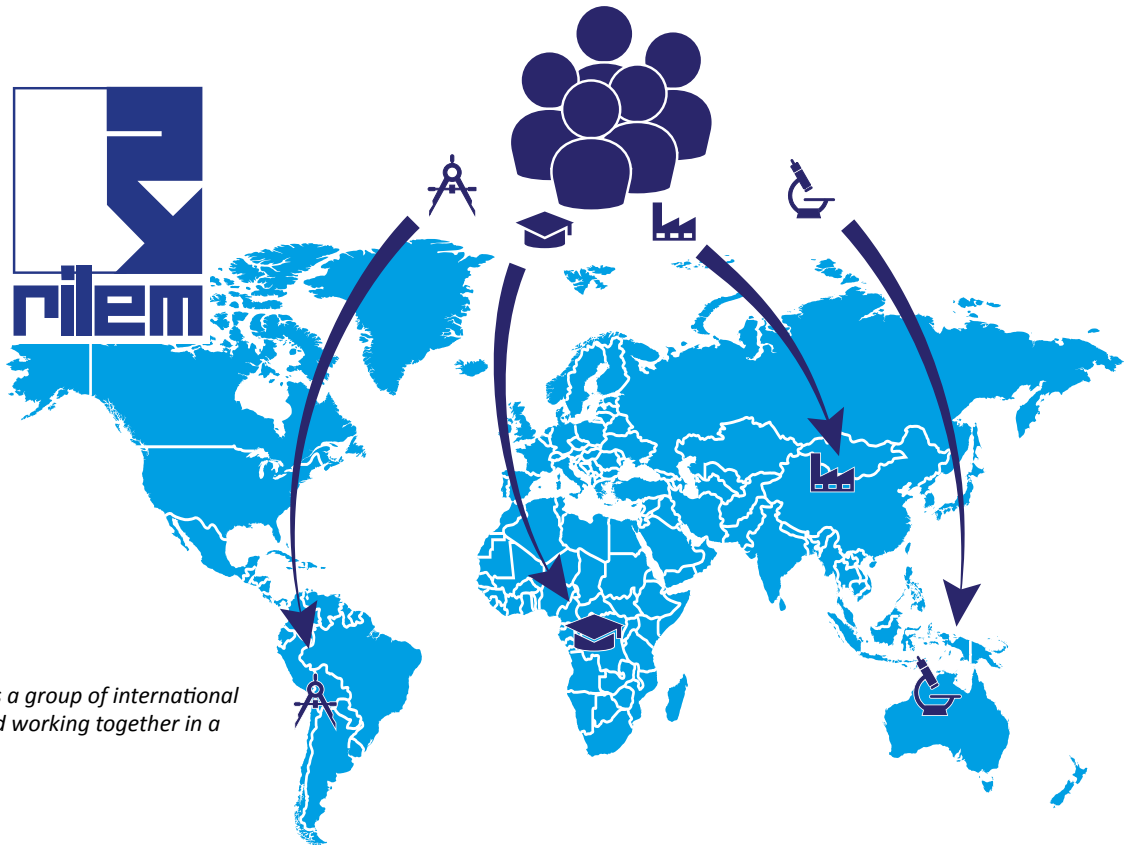 rilem
s a group of international
d working together in a